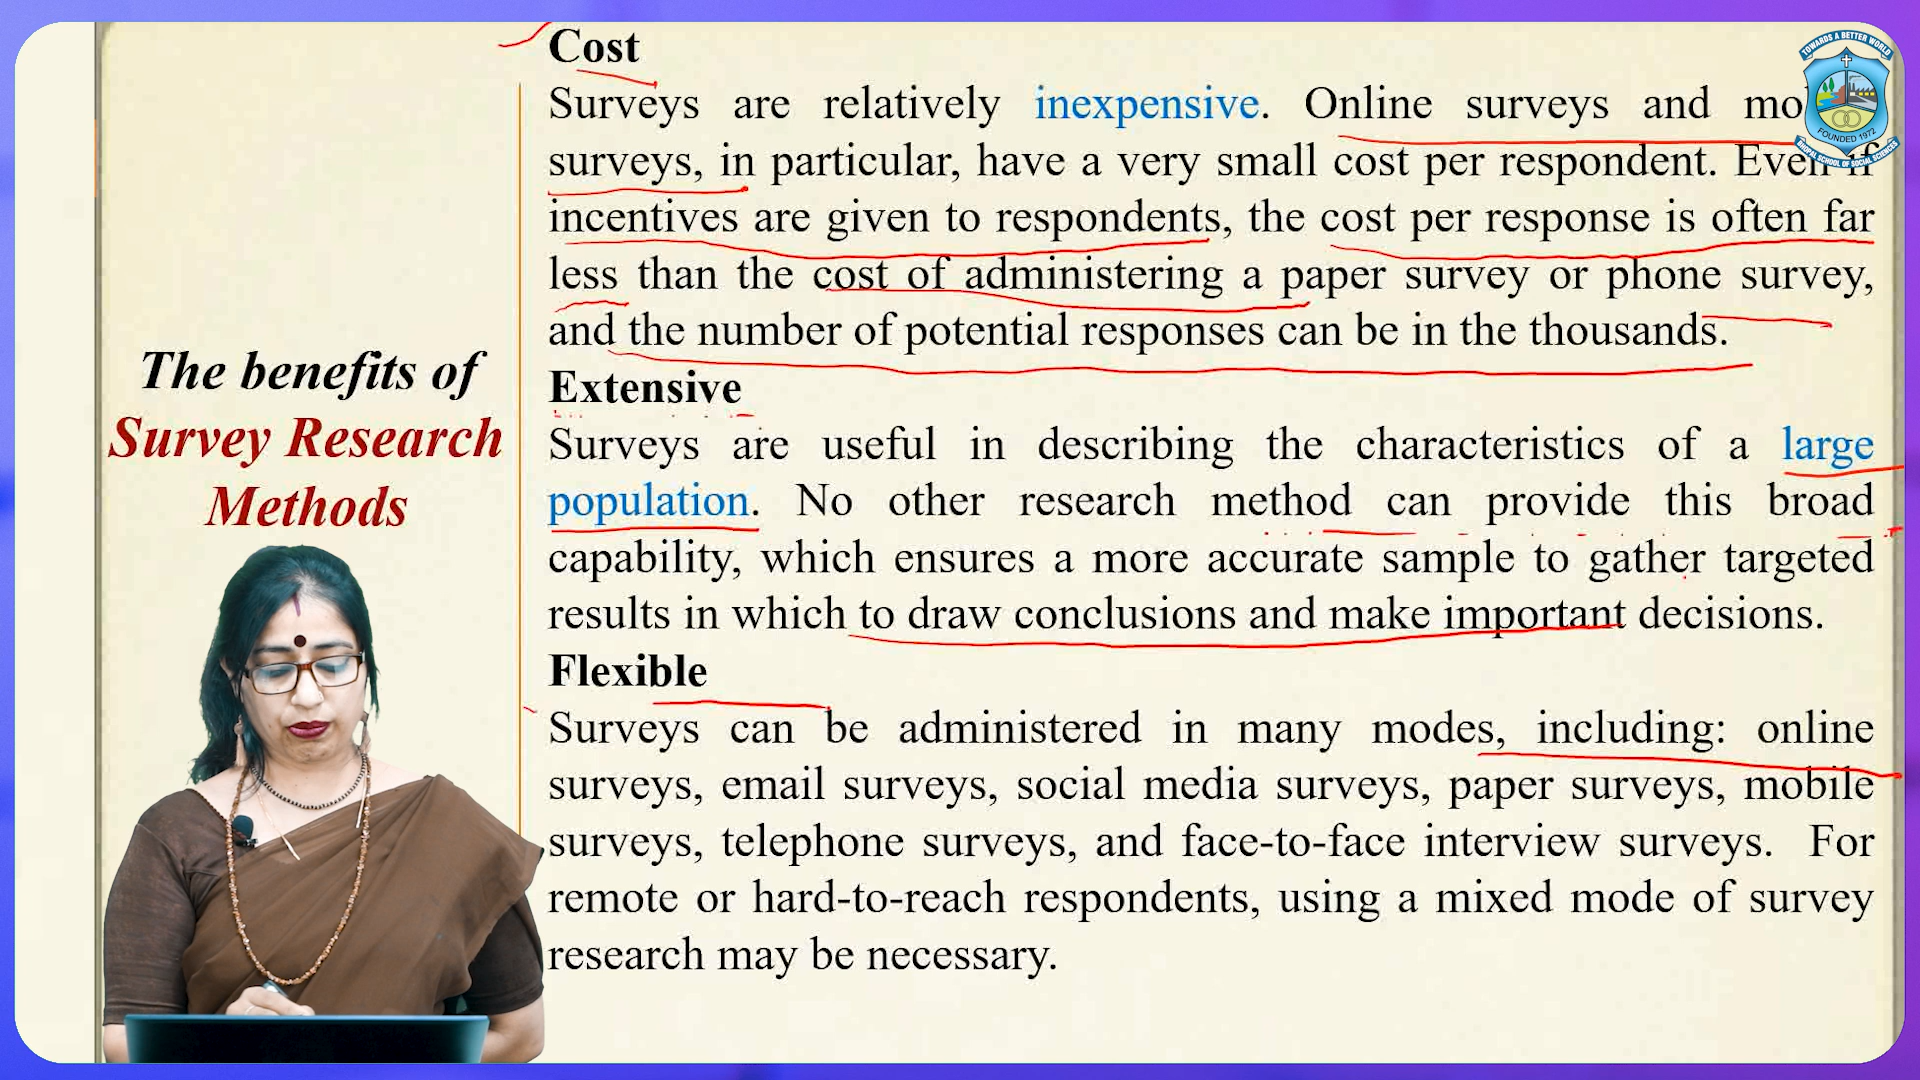 Cost
Surveys are relatively inexpensive. Online surveys and
surveys, in particular, have a very small cost per respondent. Even if
incentives are given to respondents, the cost per response is often far
less than the cost of administering a paper survey or phone survey,
and the number of potential responses can be in the thousands.
Extensive
Surveys are useful in describing the characteristics of a large
population. No other research method can provide this broad
capability, which ensures a more accurate sample to gather targeted
results in which to draw conclusions and make important decisions.
Flexible
Surveys can be administered in many modes, including: online
surveys, email surveys, social media surveys, paper surveys, mobile
surveys, telephone surveys, and face-to-face interview surveys. For
remote or hard-to-reach respondents, using a mixed mode of survey
research may be necessary.
The benefits of
Survey Research
Methods
TOWARDS A BETTER WORLD
FOUNDED 1972
BHOPAL SCHOOL OF SOCIAL SCIENCES